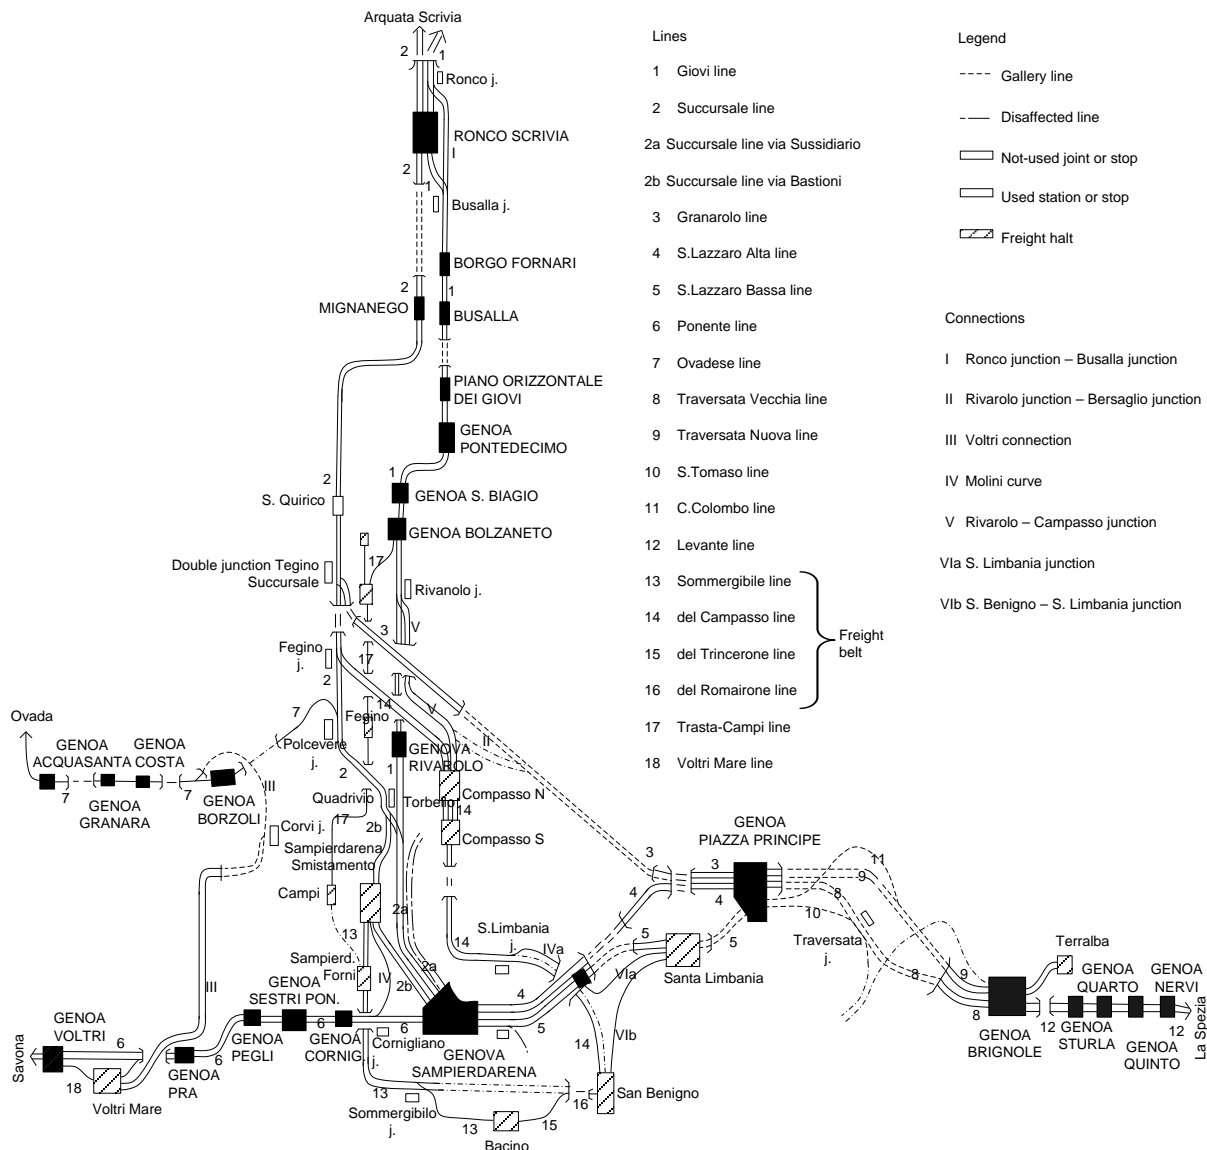 Arquata Scrivia
2
1
Ronco j.
RONCO SCRIVIA
I
2
1
Busalla j.
BORGO FORNARI
2
1
MIGNANEGO
BUSALLA
PIANO ORIZZONTALE
DEI GIOVI
GENOA
PONTEDECIMO
2
1
S. Quirico
GENOA S. BIAGIO
GENOA BOLZANETO
Double junction Tegino
Succursale
17
Rivanolo j.
3
V
Fegino
j.
17
2
14
V
Ovada
7
Fegino
II
Polcevere
j.
GENOVA
RIVAROLO
GENOA
ACQUASANTA
GENOA
COSTA
2
1
7
7
III
GENOA
GRANARA
GENOA
BORZOLI
Quadrivio
Torbello
Compasso N
14
17
2b
Corvi j.
Compasso S
Sampierdarena
Smistamento
GENOA
PIAZZA PRINCIPE
3
3
11
9
Campi
2a
4
4
8
10
13
S.Limbania
j.
5
5
14
IVa
Traversata
j.
Terralba
Sampierd.
Forni
2a
VIa
Santa Limbania
IV
2b
8
9
GENOA
QUARTO
GENOA
NERVI
III
GENOA
SESTRI PON.
4
5
8
12
12
La Spezia
GENOA
VOLTRI
6
6
6
6
GENOA
PEGLI
GENOA
CORNIG.
Cornigliano
j.
GENOVA
SAMPIERDARENA
14
VIb
GENOA
BRIGNOLE
GENOA
STURLA
GENOA
QUINTO
Savona
18
Voltri Mare
GENOA
PRA
13
Sommergibilo
j.
16
San Benigno
13
15
Bacino
Lines
1 Giovi line
2 Succursale line
2a Succursale line via Sussidiario
2b Succursale line via Bastioni
3 Granarolo line
4 S.Lazzaro Alta line
5 S.Lazzaro Bassa line
6 Ponente line
7 Ovadese line
8 Traversata Vecchia line
9 Traversata Nuova line
10 S.Tomaso line
11 C.Colombo line
12 Levante line
13 Sommergibile line
14 del Campasso line
15 del Trincerone line
16 del Romairone line
Freight
belt
17 Trasta-Campi line
18 Voltri Mare line
Legend
Gallery line
Disaffected line
Not-used joint or stop
Used station or stop
Freight halt
Connections
I Ronco junction – Busalla junction
II Rivarolo junction – Bersaglio junction
III Voltri connection
IV Molini curve
V Rivarolo – Campasso junction
VIa S. Limbania junction
VIb S. Benigno – S. Limbania junction